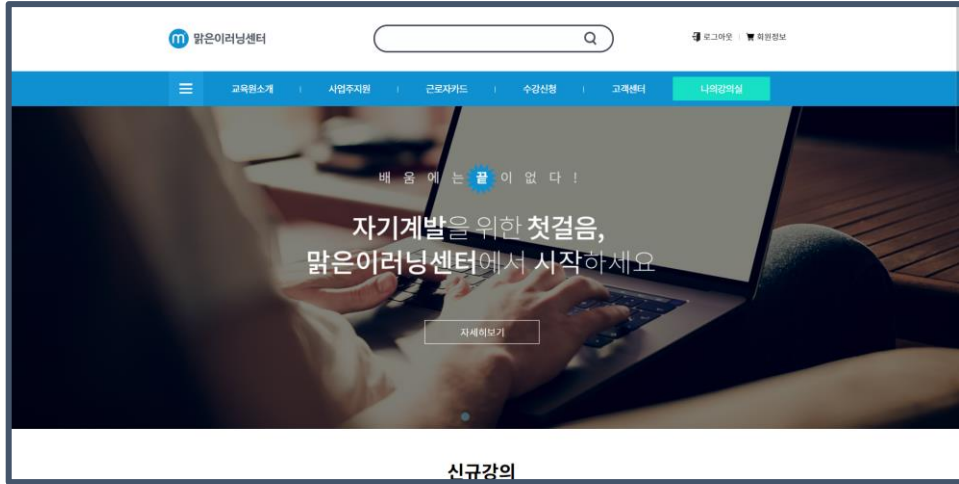 m 맑은이러닝센터
로그아웃 | 회원정보
교육원소개 | 사업주지원 | 근로자카드 | 수강신청 | 고객센터 나의강의실
배움에는 끝이 없다!
자기계발을 위한 첫걸음,
맑은이러닝센터에서 시작하세요
자세히보기
신규강의